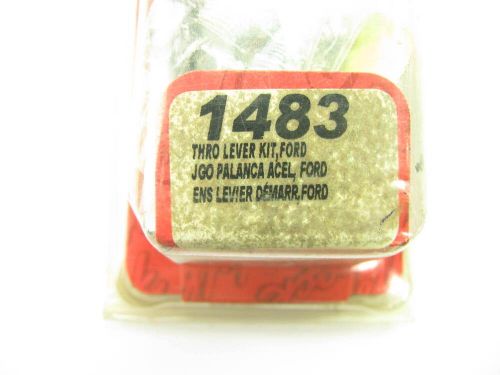 1483
THRO LEVER KIT,FORD
JGO PALANCA ACEL, FORD
ENS LEVIER DÉMARR,FORD